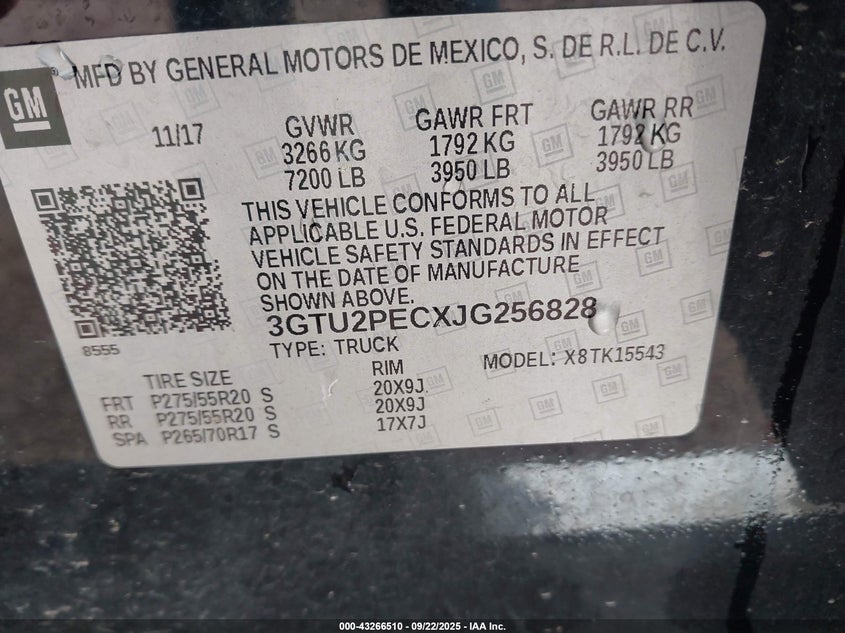 MFD BY GENERAL MOTORS DE MEXICO, S. DE R.L. DE C.V.
GM
11/17
GVWR
3266 KG
7200 LB
GAWR FRT
1792 KG
3950 LB
GAWR RR
1792 KG
3950 LB
THIS VEHICLE CONFORMS TO ALL
APPLICABLE U.S. FEDERAL MOTOR
VEHICLE SAFETY STANDARDS IN EFFECT
ON THE DATE OF MANUFACTURE
SHOWN ABOVE.
3GTU2PECXJG256828
8555
TYPE: TRUCK
MODEL: X8TK15543
TIRE SIZE RIM
FRT P275/55R20 S 20X9J
RR P275/55R20 S 20X9J
SPA P265/70R17 S 17X7J
000-43266510 - 09/22/2025 - IAA Inc.